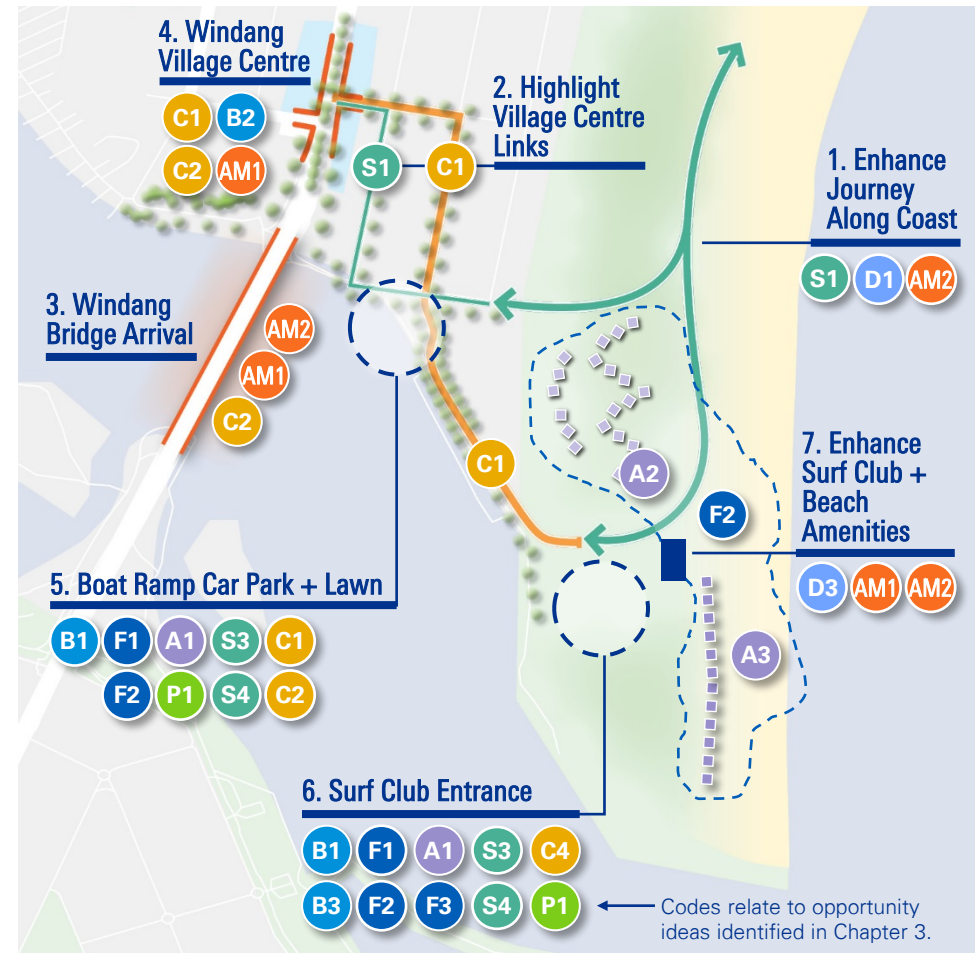 4. Windang
Village Centre
C1 B2
C2 AM1
2. Highlight
Village Centre
Links
S1 C1
1. Enhance
Journey
Along Coast
S1 D1 AM2
3. Windang
Bridge Arrival
AM2
AM1
C2
C1
A2
F2
7. Enhance
Surf Club +
Beach
Amenities
D3 AM1 AM2
A3
5. Boat Ramp Car Park + Lawn
B1 F1 A1 S3 C1
F2 P1 S4 C2
6. Surf Club Entrance
B1 F1 A1 S3 C4
B3 F2 F3 S4 P1
Codes relate to opportunity
ideas identified in Chapter 3.